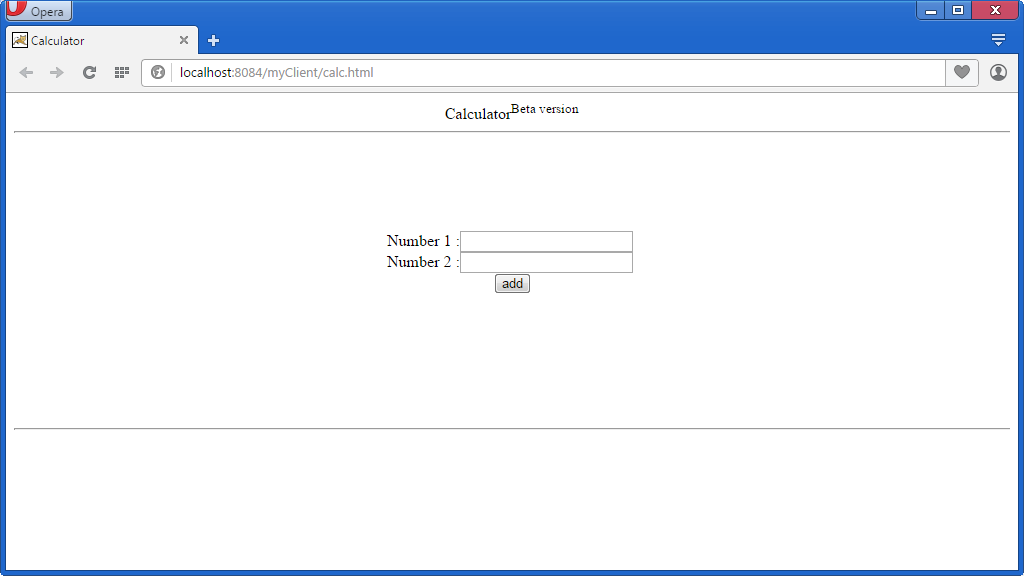 Opera
Calculator
localhost:8084/myClient/calc.html
CalculatorBeta version
Number 1 :
Number 2 :
add